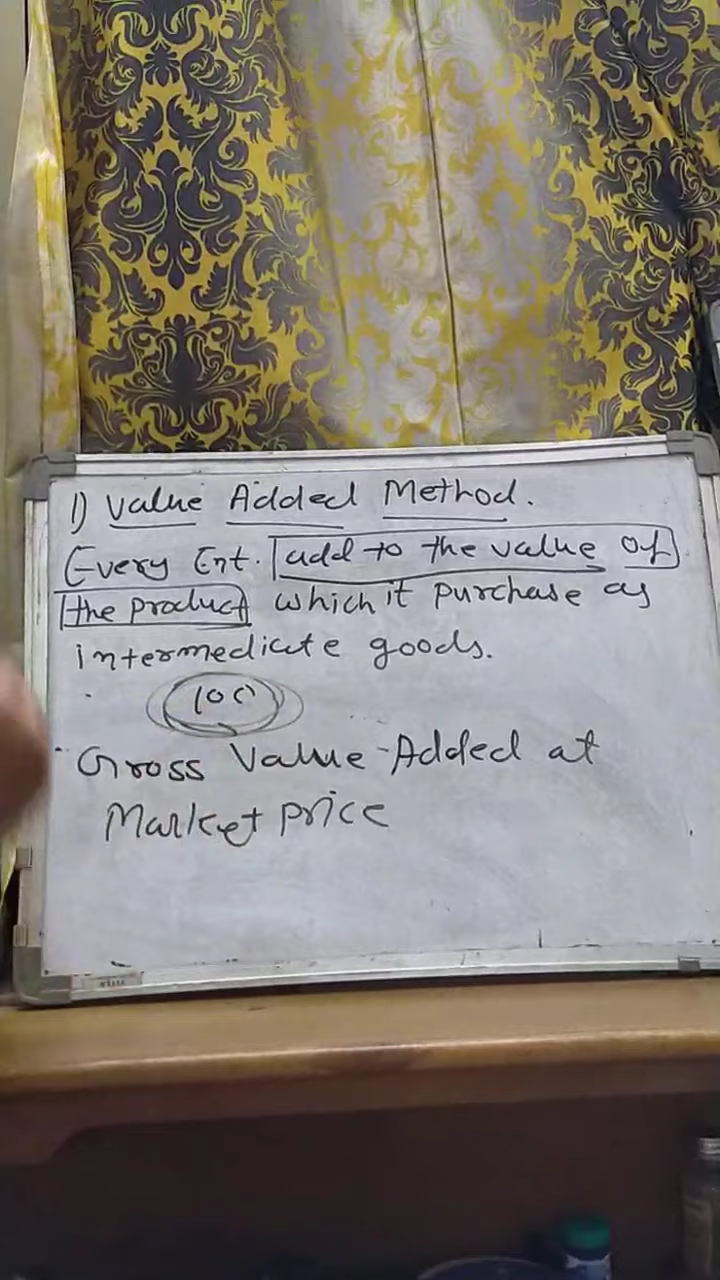 1) Value Added Method.
Every Ent. add to the value of
the product which it purchase as
intermediate goods.
100
Gross Value Added at
Market price